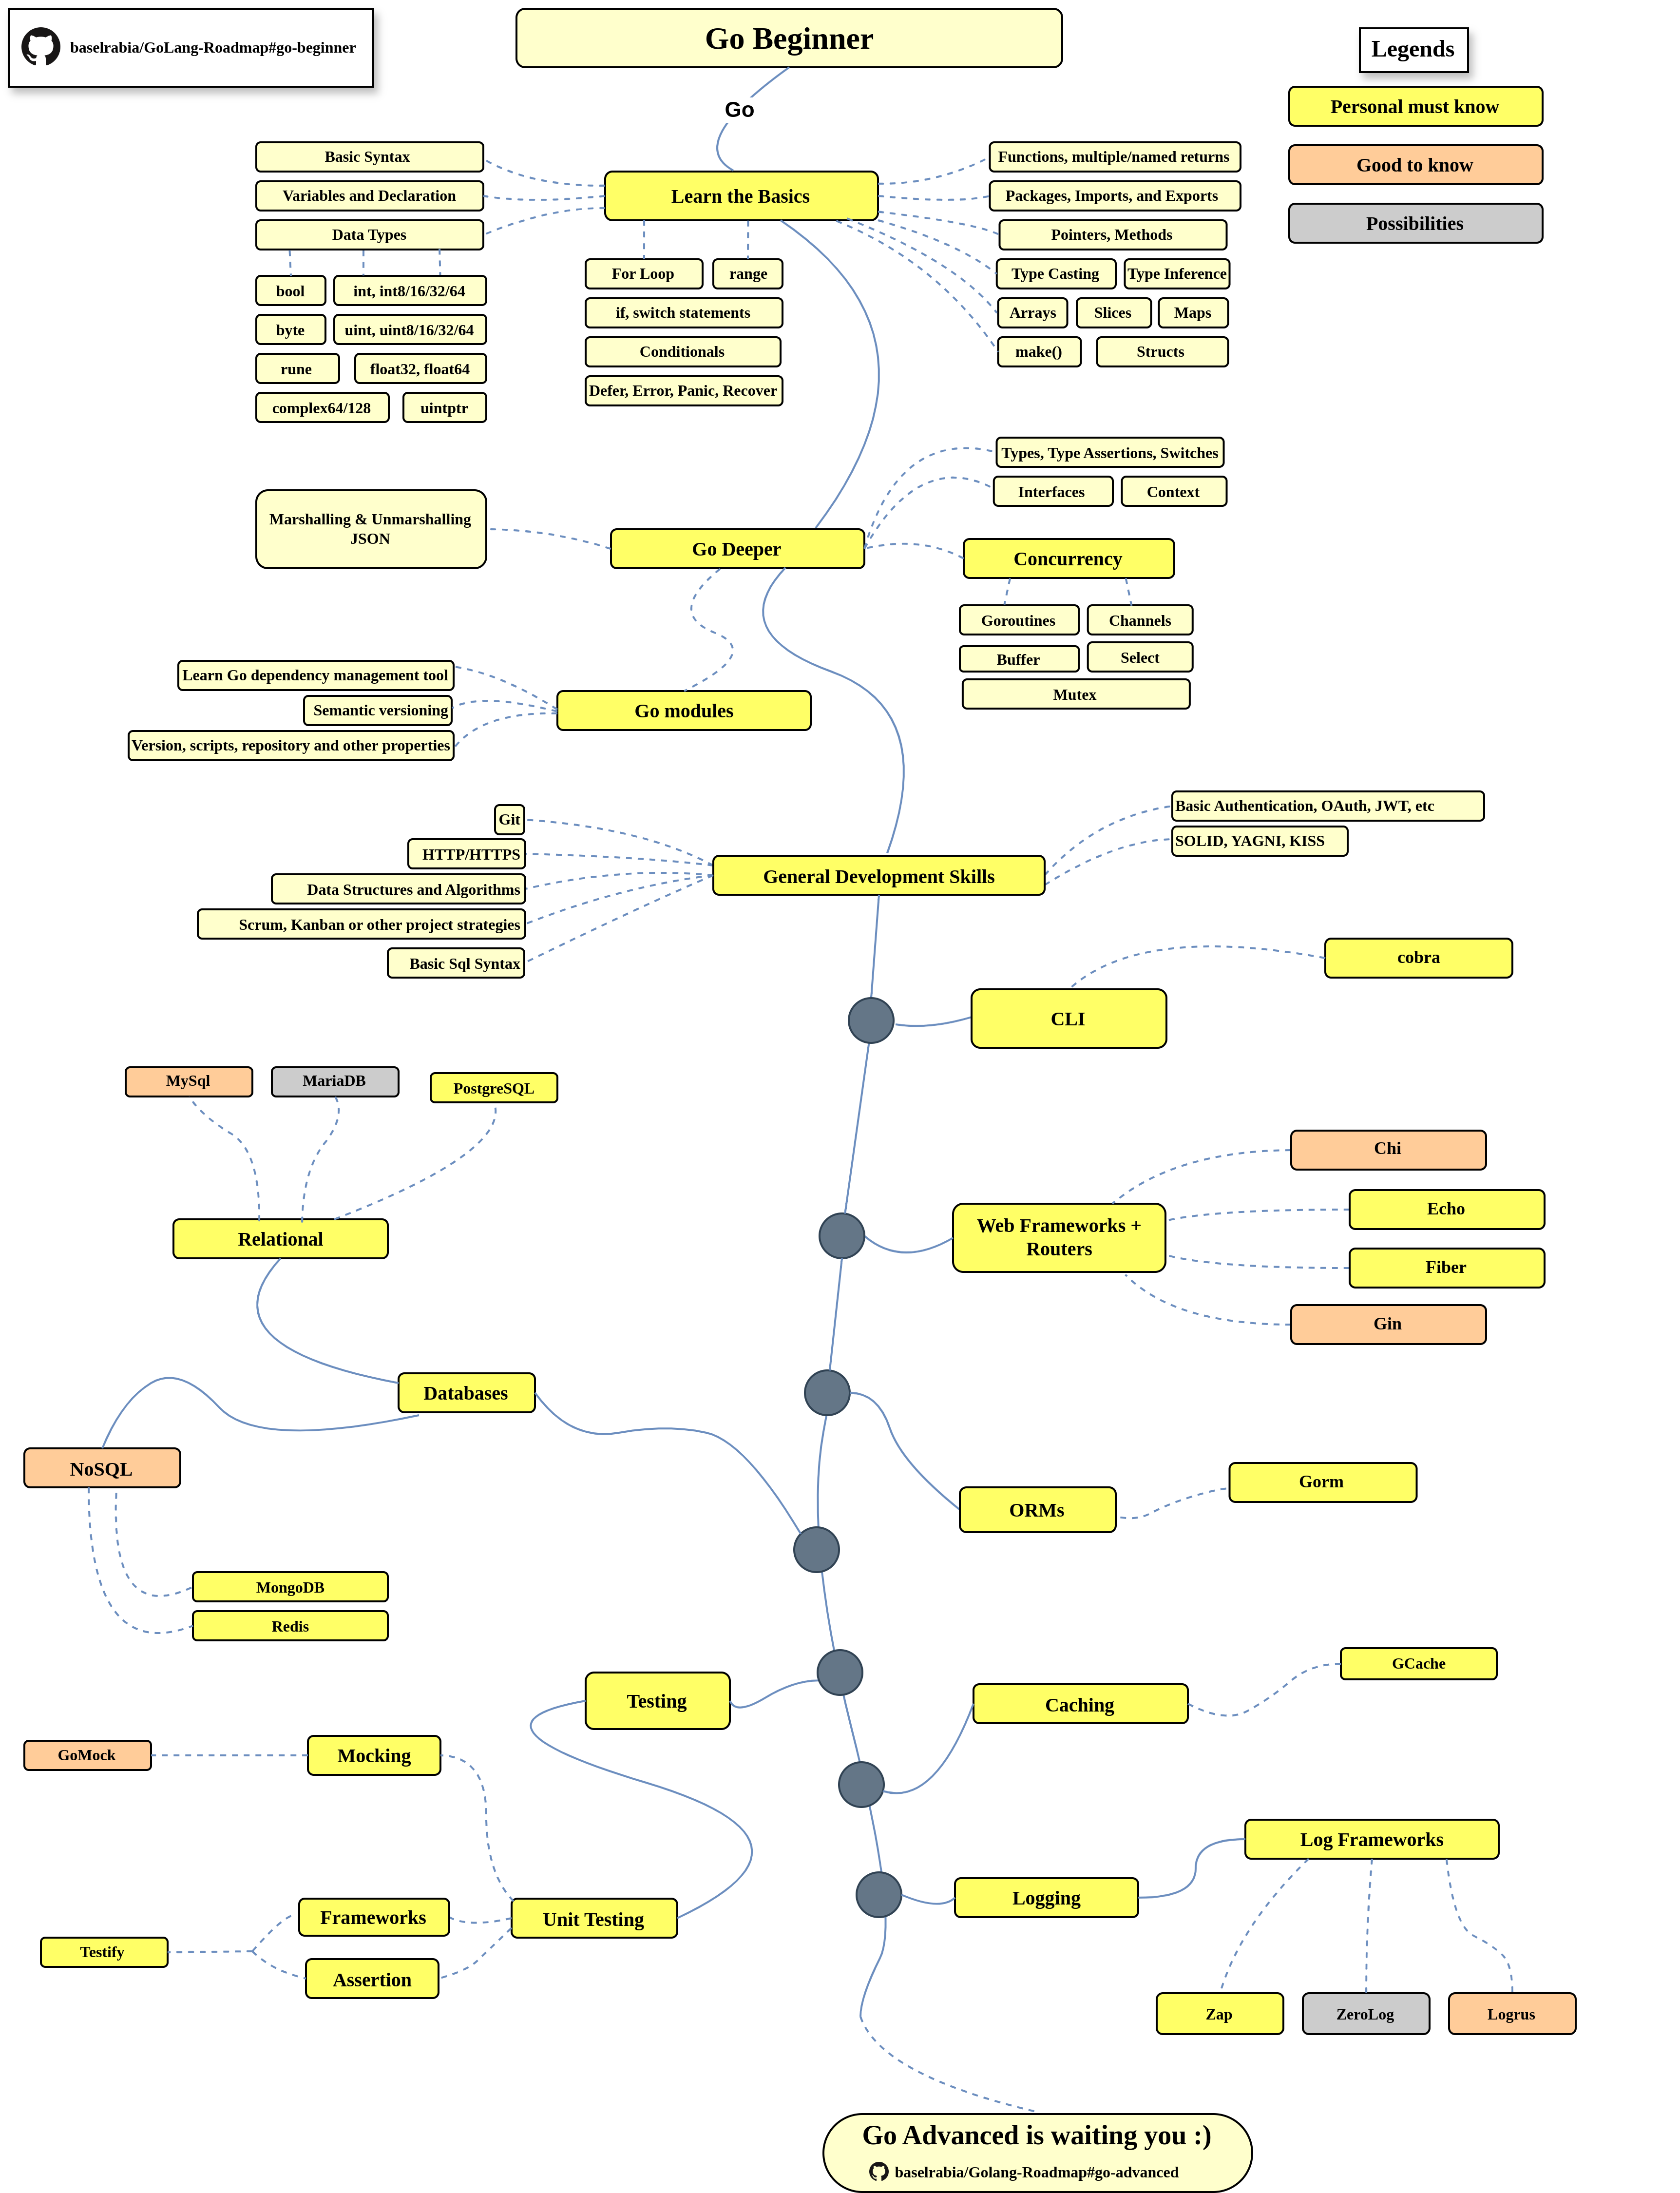 baselrabia/GoLang-Roadmap#go-beginner
Go Beginner
Legends
Personal must know
Good to know
Possibilities
Go
Learn the Basics
Basic Syntax
Variables and Declaration
Data Types
bool
int, int8/16/32/64
byte
uint, uint8/16/32/64
rune
float32, float64
complex64/128
uintptr
For Loop
range
if, switch statements
Conditionals
Defer, Error, Panic, Recover
Functions, multiple/named returns
Packages, Imports, and Exports
Pointers, Methods
Type Casting
Type Inference
Arrays
Slices
Maps
make()
Structs
Types, Type Assertions, Switches
Interfaces
Context
Marshalling & Unmarshalling
JSON
Go Deeper
Concurrency
Goroutines
Channels
Buffer
Select
Mutex
Learn Go dependency management tool
Semantic versioning
Version, scripts, repository and other properties
Go modules
Git
HTTP/HTTPS
Data Structures and Algorithms
Scrum, Kanban or other project strategies
Basic Sql Syntax
General Development Skills
Basic Authentication, OAuth, JWT, etc
SOLID, YAGNI, KISS
cobra
CLI
MySql
MariaDB
PostgreSQL
Relational
Chi
Web Frameworks +
Routers
Echo
Fiber
Gin
Databases
NoSQL
MongoDB
Redis
ORMs
Gorm
Testing
Caching
GCache
GoMock
Mocking
Log Frameworks
Logging
Frameworks
Unit Testing
Testify
Assertion
Zap
ZeroLog
Logrus
Go Advanced is waiting you :)
baselrabia/Golang-Roadmap#go-advanced